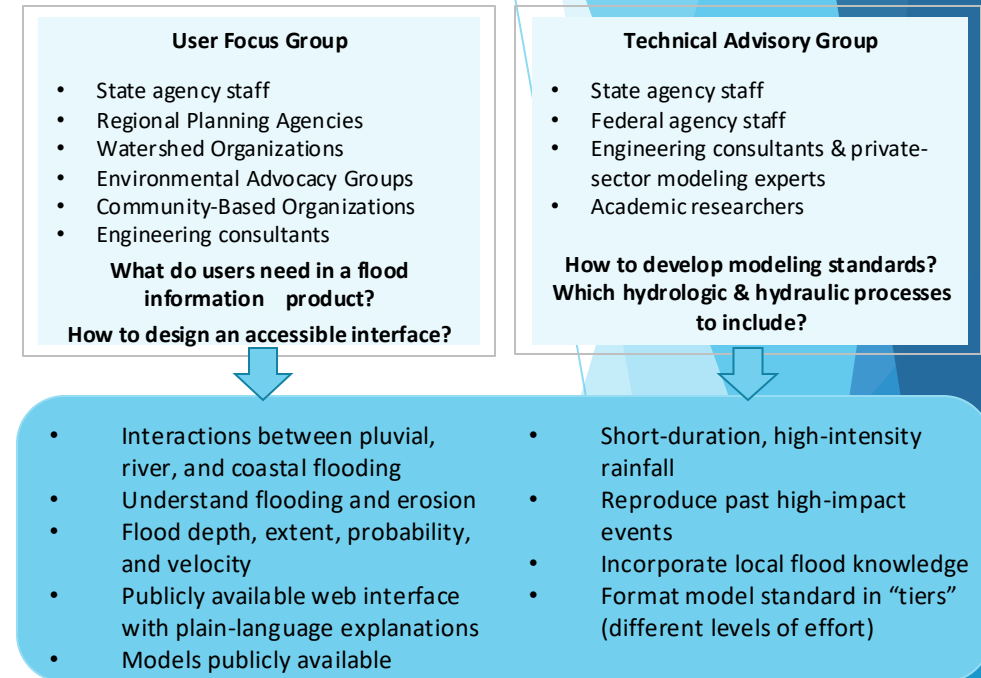 User Focus Group
• State agency staff
• Regional Planning Agencies
• Watershed Organizations
• Environmental Advocacy Groups
• Community-Based Organizations
• Engineering consultants
What do users need in a flood
information product?
How to design an accessible interface?
Technical Advisory Group
• State agency staff
• Federal agency staff
• Engineering consultants & private-
sector modeling experts
• Academic researchers
How to develop modeling standards?
Which hydrologic & hydraulic processes
to include?
• Interactions between pluvial,
river, and coastal flooding
• Understand flooding and erosion
• Flood depth, extent, probability,
and velocity
• Publicly available web interface
with plain-language explanations
• Models publicly available
• Short-duration, high-intensity
rainfall
• Reproduce past high-impact
events
• Incorporate local flood knowledge
• Format model standard in “tiers”
(different levels of effort)